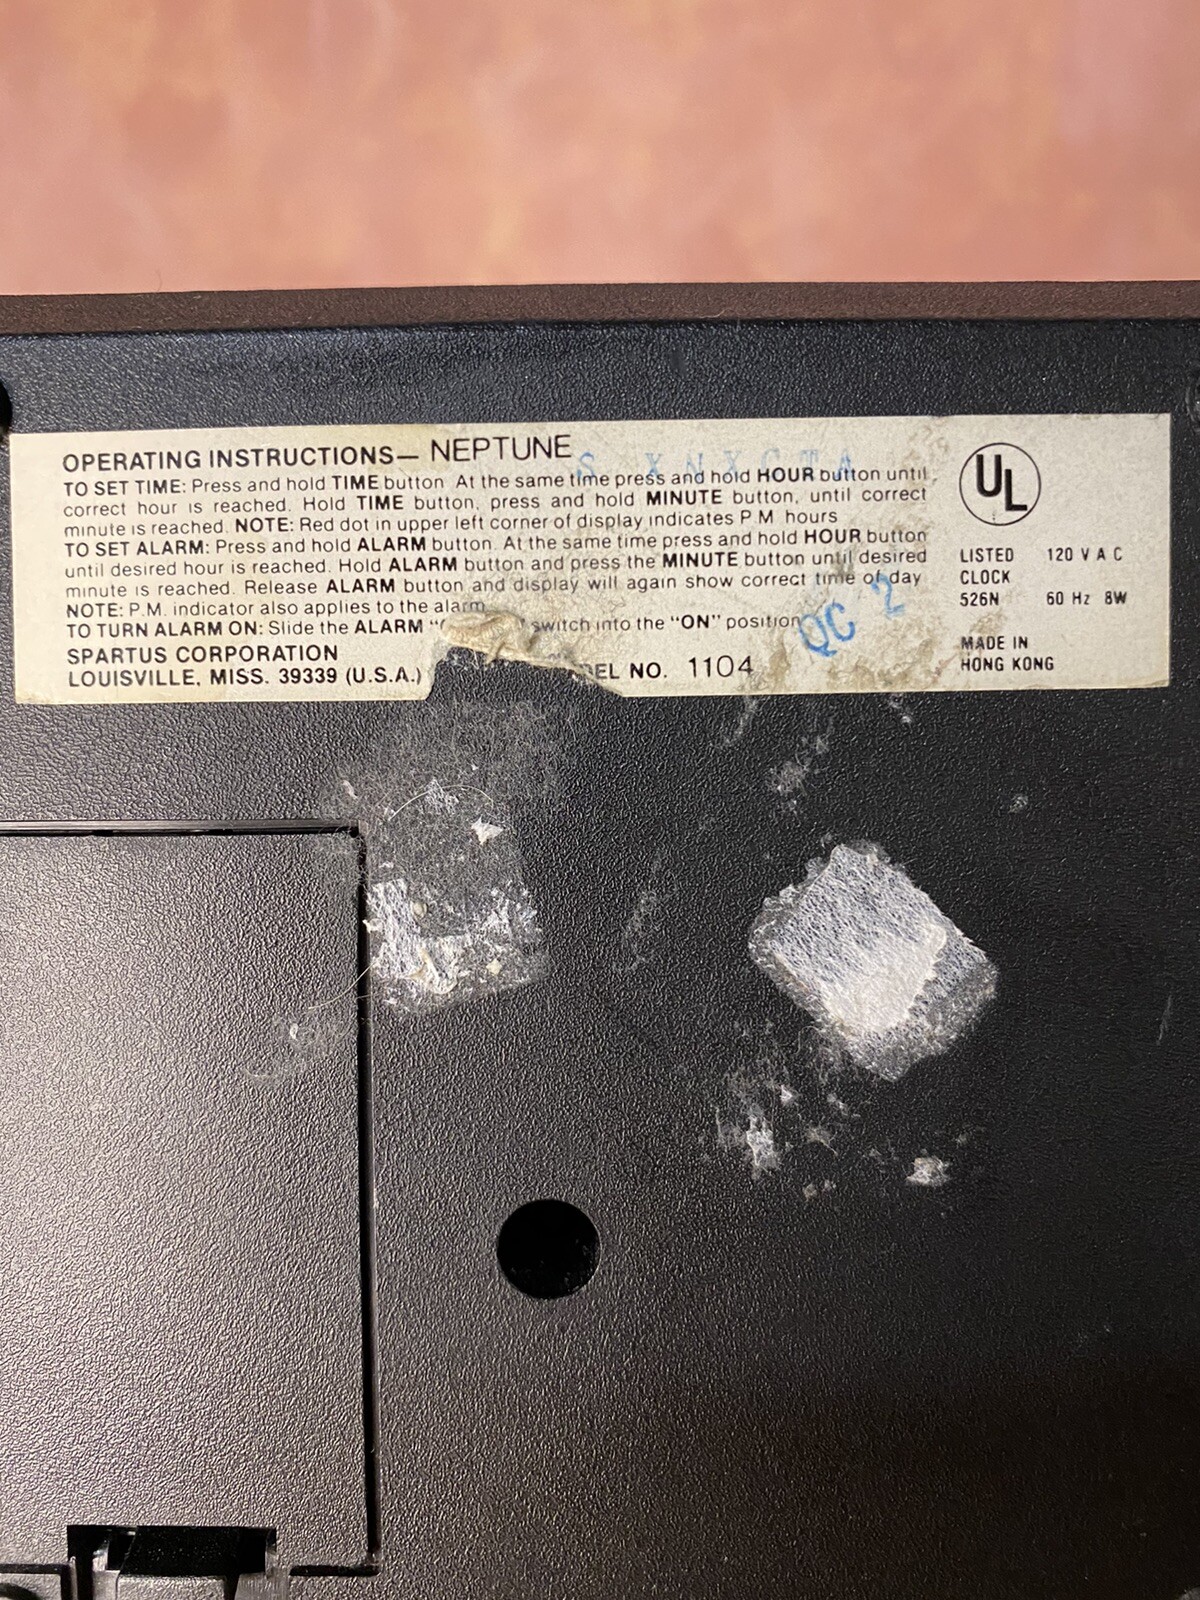 OPERATING INSTRUCTIONS— NEPTUNE
TO SET TIME: Press and hold TIME button. At the same time press and hold HOUR button until
correct hour is reached. Hold TIME button, press and hold MINUTE button, until correct
minute is reached. NOTE: Red dot in upper left corner of display indicates P M hours
TO SET ALARM: Press and hold ALARM button. At the same time press and hold HOUR button
until desired hour is reached. Hold ALARM button and press the MINUTE button until desired
minute is reached. Release ALARM button and display will again show correct time of day
NOTE: P.M. indicator also applies to the alarm
TO TURN ALARM ON: Slide the ALARM switch into the "ON" position
SPARTUS CORPORATION
LOUISVILLE, MISS. 39339 (U.S.A.)
NO. 1104
QC 2
UL
LISTED 120 V A C
CLOCK
526N 60 Hz 8W
MADE IN
HONG KONG